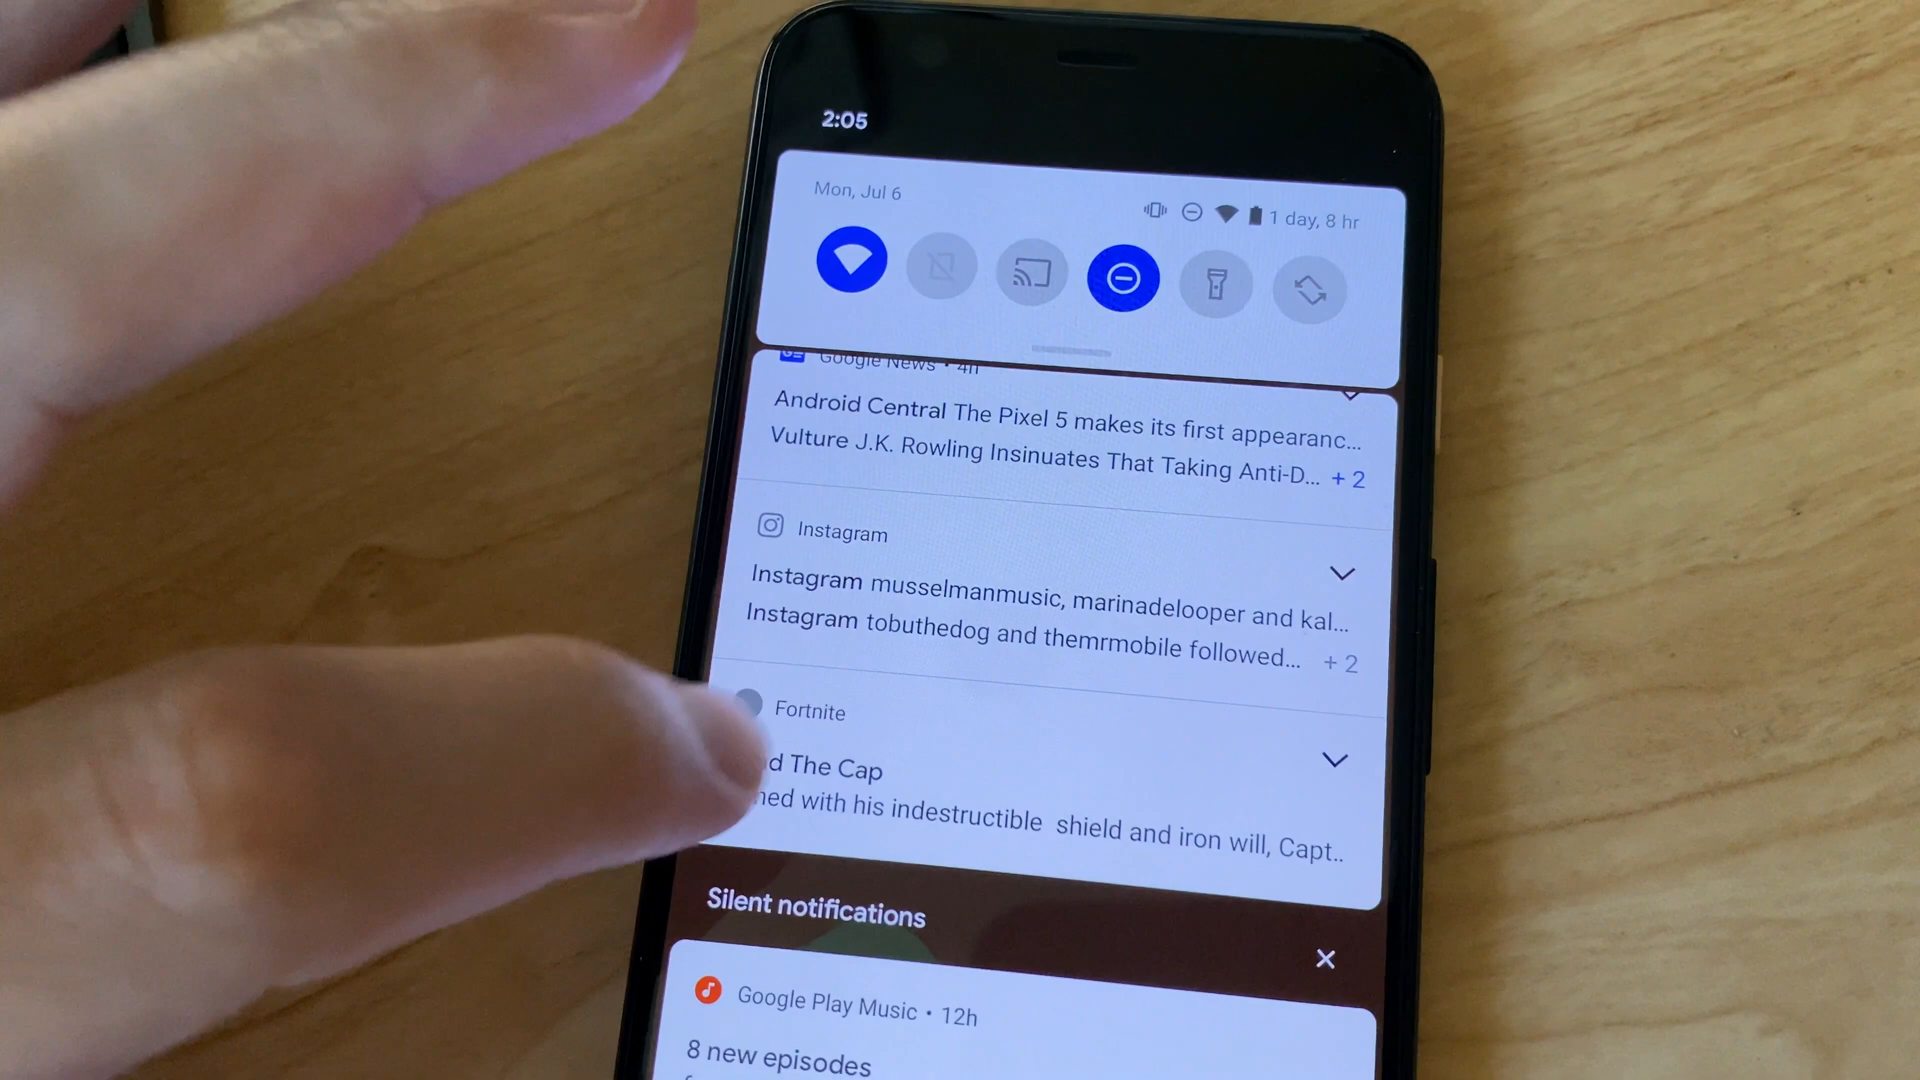 2:05
Mon, Jul 6
1 day, 8 hr
Google News • 4h
Android Central The Pixel 5 makes its first appearanc...
Vulture J.K. Rowling Insinuates That Taking Anti-D... + 2
Instagram
Instagram musselmanmusic, marinadelooper and kal...
Instagram tobuthedog and themrmobile followed... + 2
Fortnite
d The Cap
ned with his indestructible shield and iron will, Capt..
Silent notifications
Google Play Music • 12h
8 new episodes